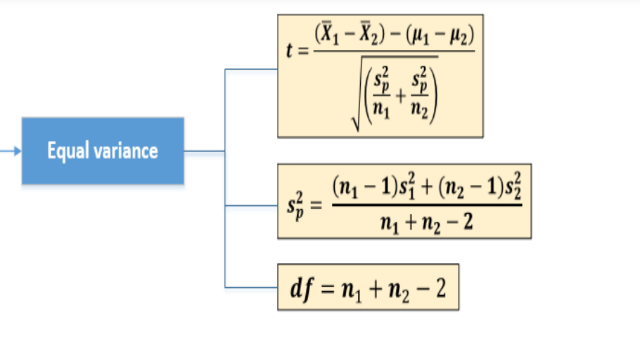 t = (X̄₁ − X̄₂) − (μ₁ − μ₂) / √(s²ₚ/n₁ + s²ₚ/n₂)
Equal variance
s²ₚ = (n₁ − 1)s²₁ + (n₂ − 1)s²₂ / n₁ + n₂ − 2
df = n₁ + n₂ − 2